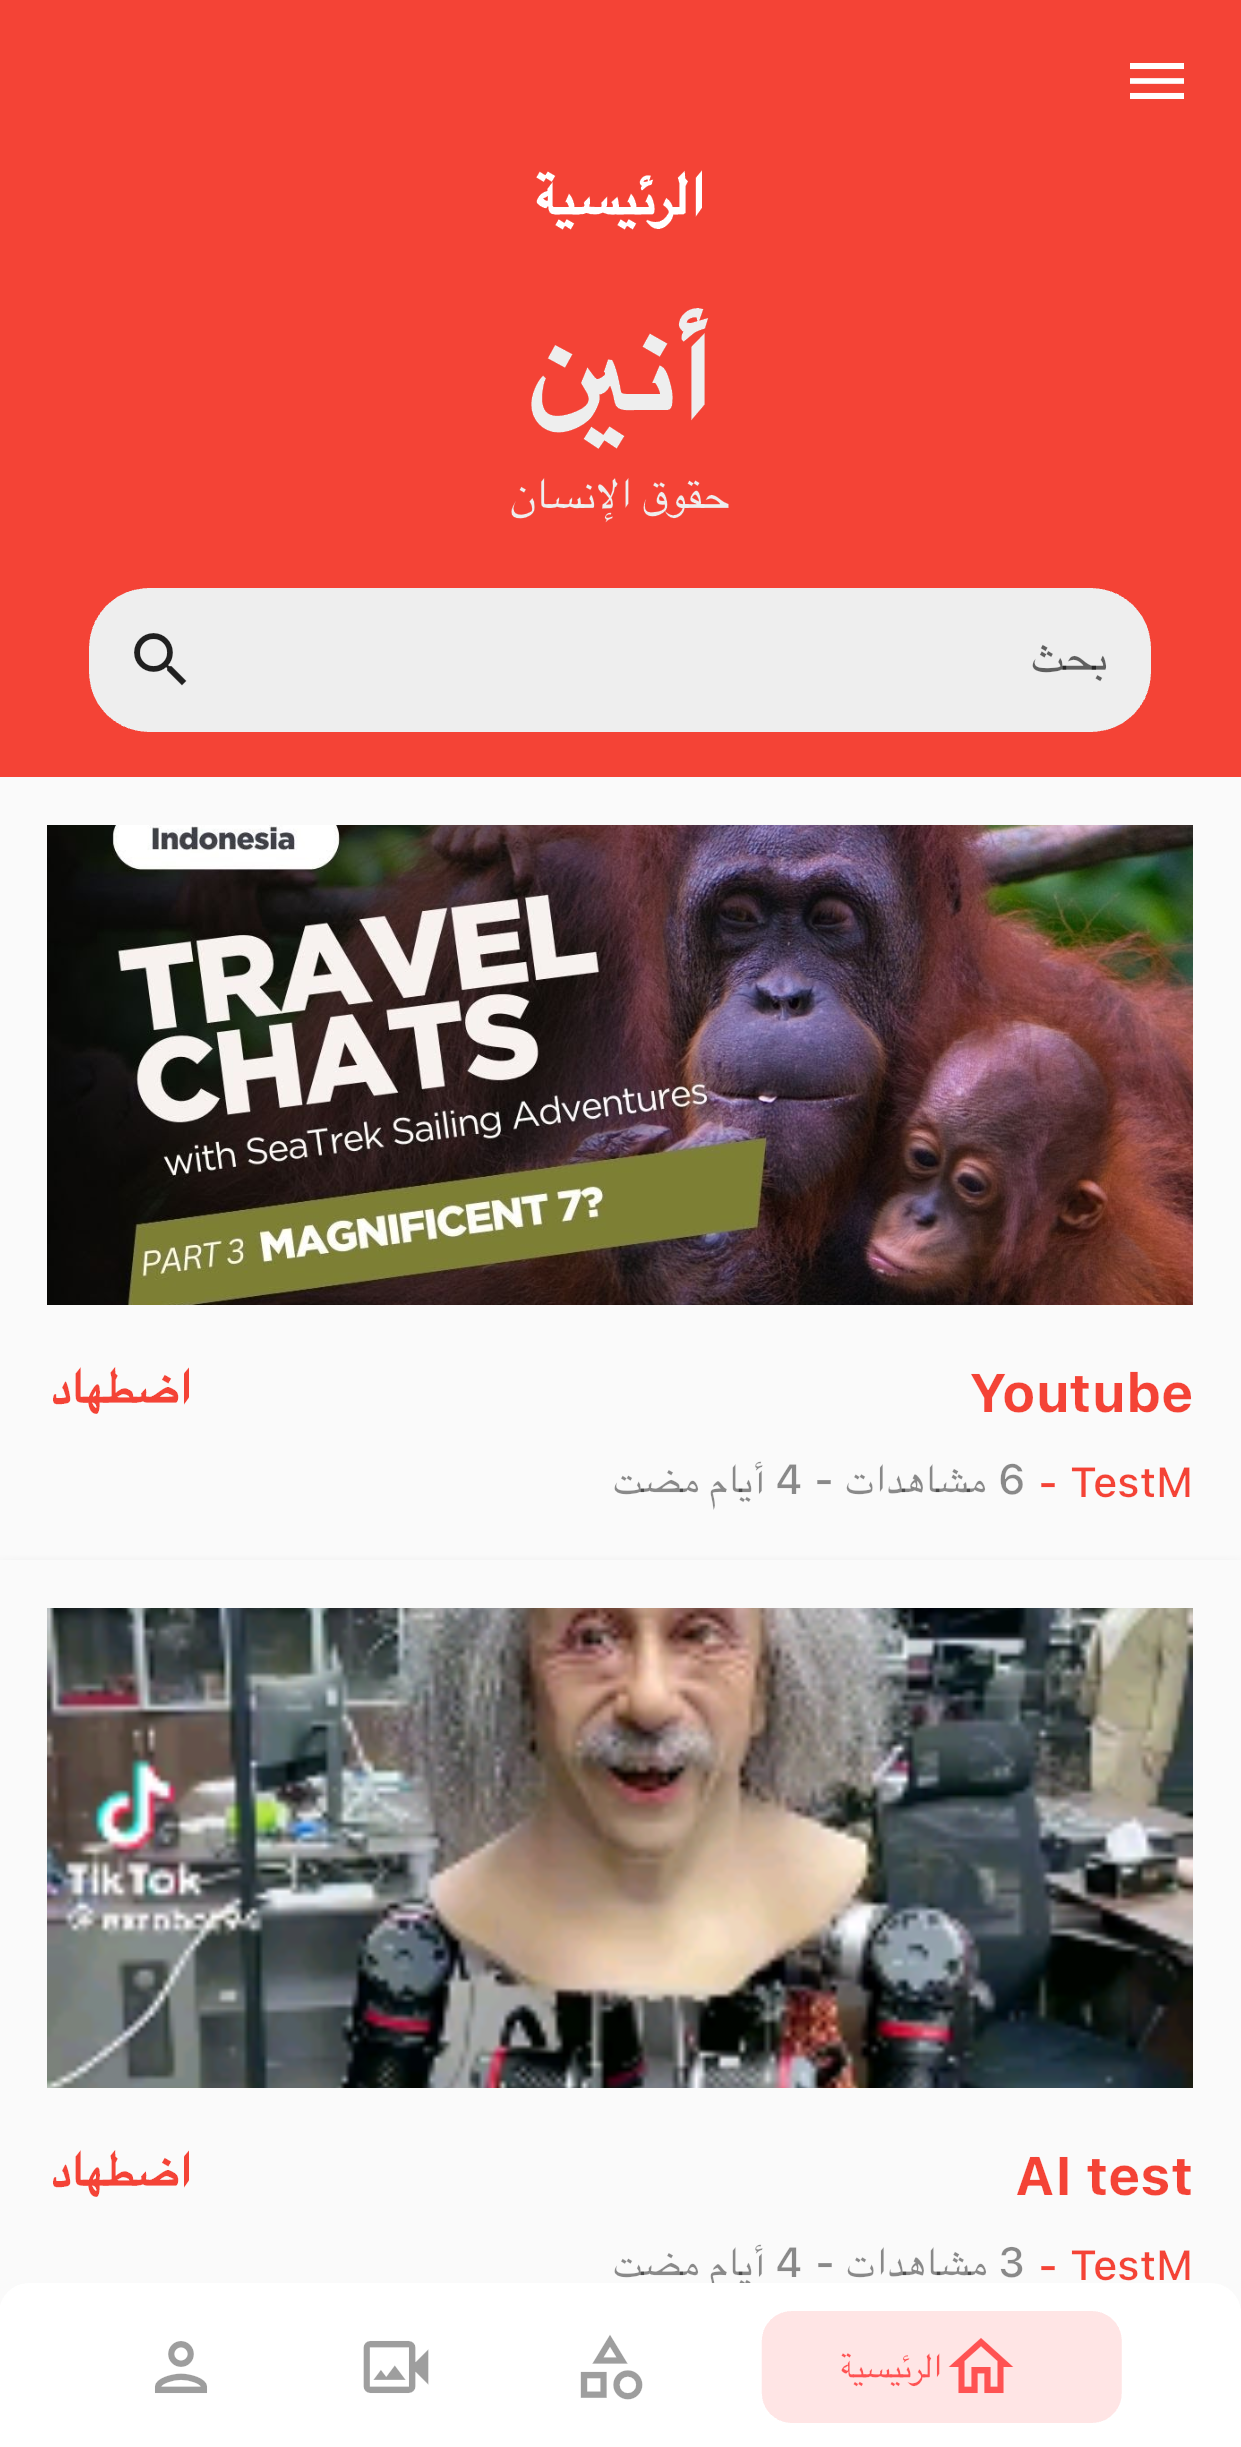 الرئيسية
أنين
حقوق الإنسان
بحث
Indonesia
TRAVEL
CHATS
with SeaTrek Sailing Adventures
PART 3 MAGNIFICENT 7?
Youtube
اضطهاد
TestM - 6 مشاهدات - 4 أيام مضت
TikTok
AI test
اضطهاد
TestM - 3 مشاهدات - 4 أيام مضت
الرئيسية